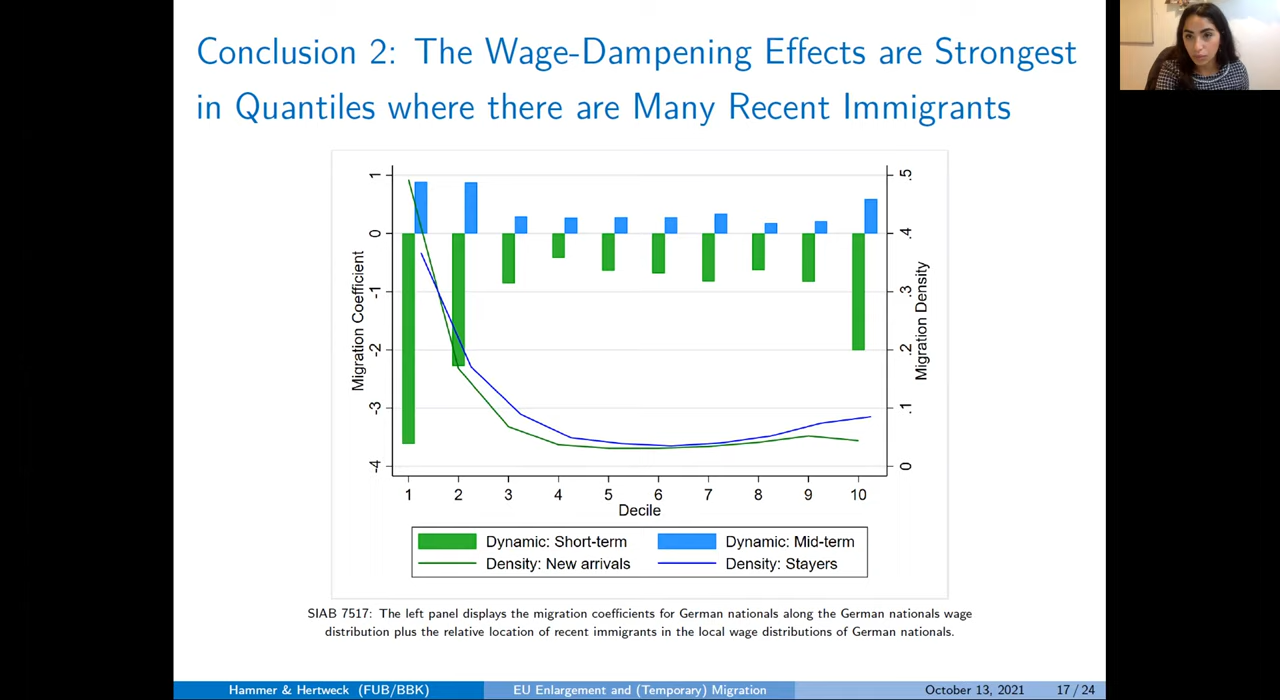 Conclusion 2: The Wage-Dampening Effects are Strongest
in Quantiles where there are Many Recent Immigrants
Migration Coefficient
1
0
-1
-2
-3
-4
Migration Density
.5
.4
.3
.2
.1
0
1 2 3 4 5 6 7 8 9 10
Decile
Dynamic: Short-term Dynamic: Mid-term
Density: New arrivals Density: Stayers
SIAB 7517: The left panel displays the migration coefficients for German nationals along the German nationals wage
distribution plus the relative location of recent immigrants in the local wage distributions of German nationals.
Hammer & Hertweck (FUB/BBK) EU Enlargement and (Temporary) Migration October 13, 2021 17 / 24